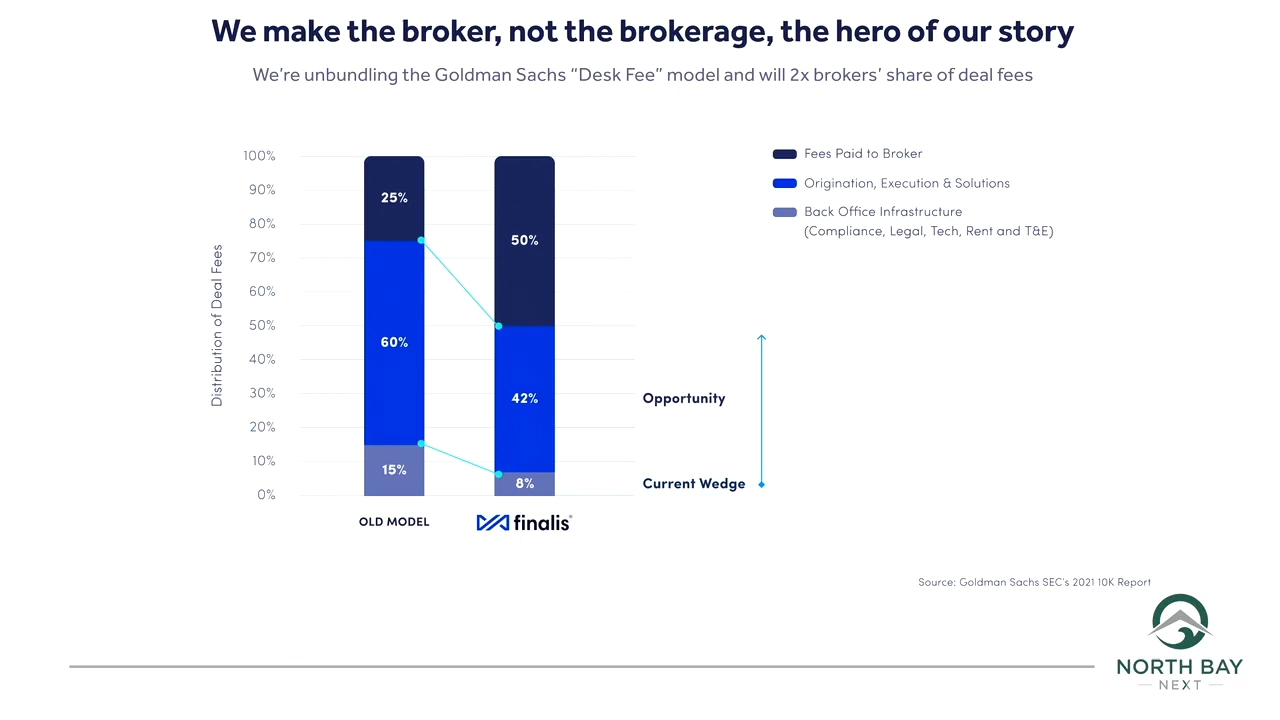 We make the broker, not the brokerage, the hero of our story
We're unbundling the Goldman Sachs “Desk Fee” model and will 2x brokers' share of deal fees
Distribution of Deal Fees
100%
90%
80%
70%
60%
50%
40%
30%
20%
10%
0%
25%
60%
15%
50%
42%
8%
OLD MODEL
finalis
Opportunity
Current Wedge
Fees Paid to Broker
Origination, Execution & Solutions
Back Office Infrastructure
(Compliance, Legal, Tech, Rent and T&E)
Source: Goldman Sachs SEC's 2021 10K Report
NORTH BAY
NEXT